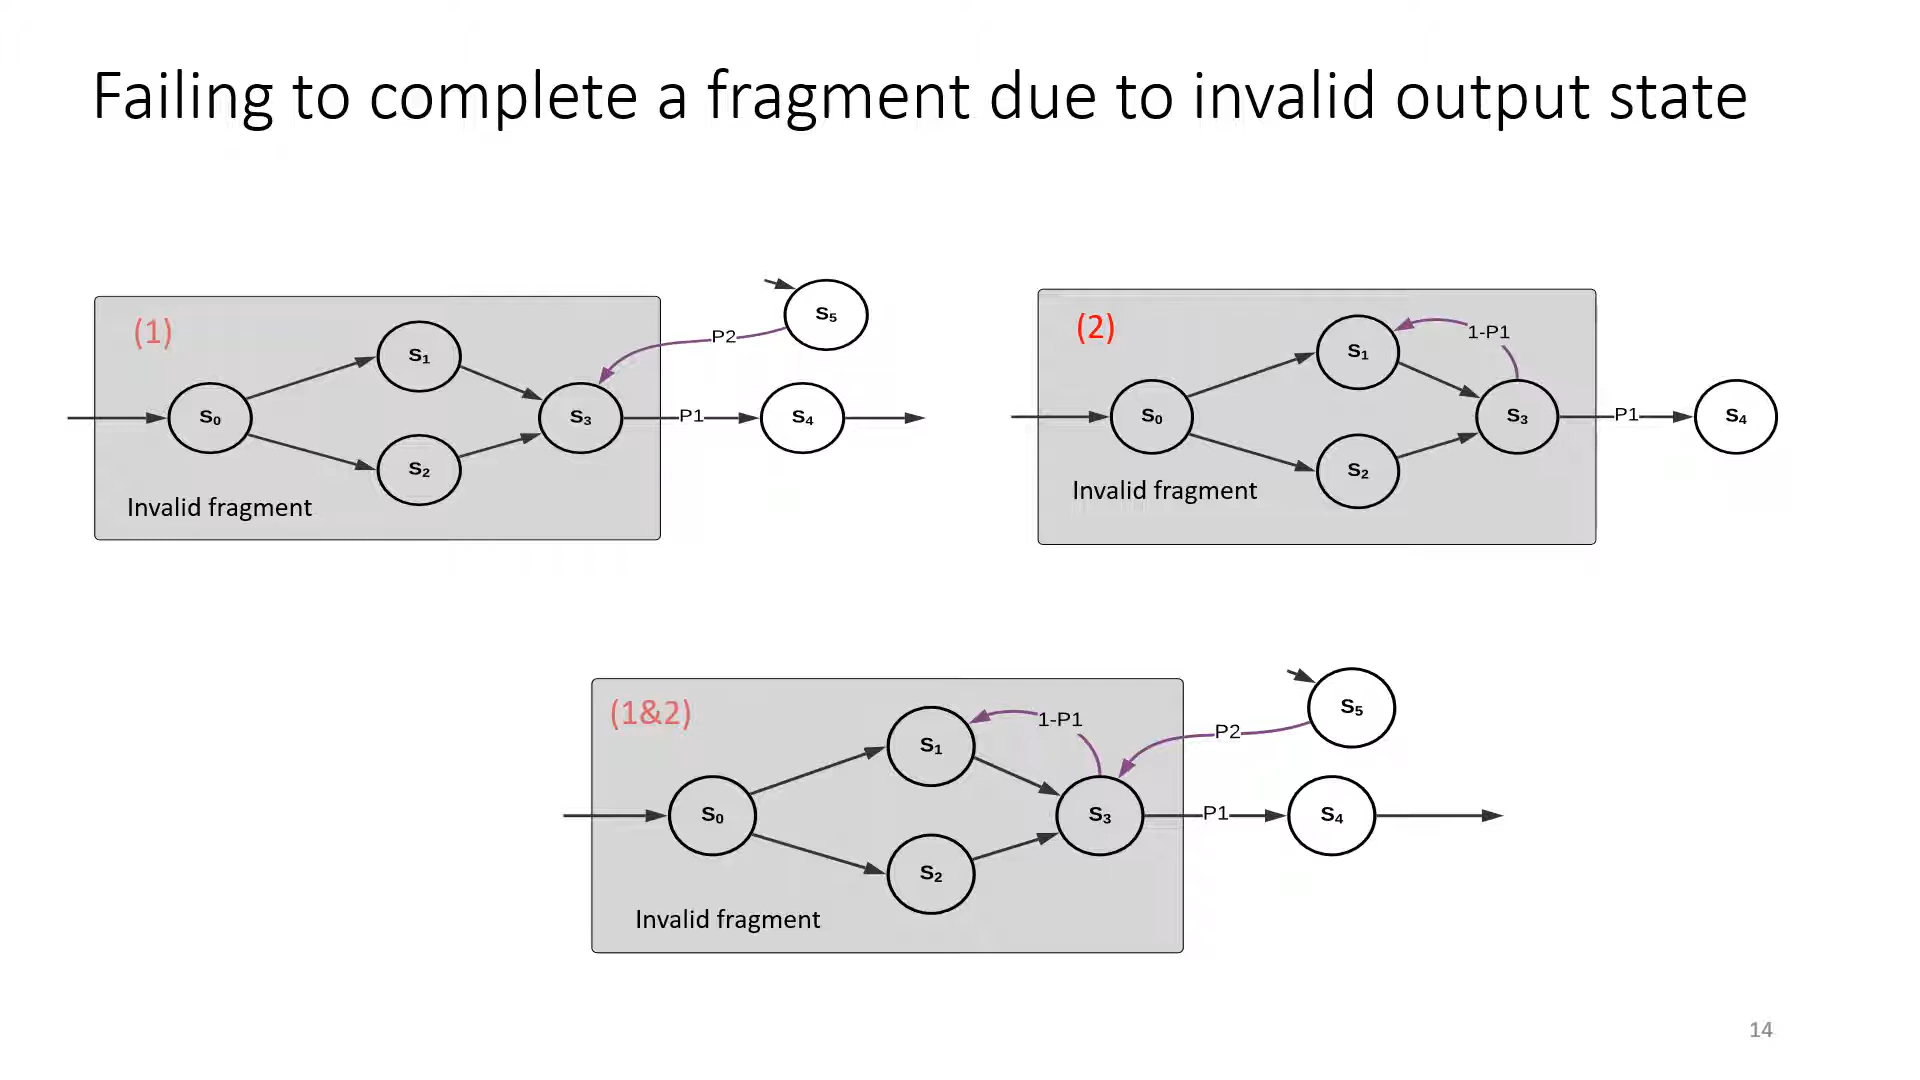 Failing to complete a fragment due to invalid output state
(1)
S₅
P2
S₁
S₀
S₃
P1
S₄
S₂
Invalid fragment
(2)
1-P1
S₁
S₀
S₃
P1
S₄
S₂
Invalid fragment
(1&2)
S₅
1-P1
P2
S₁
S₀
S₃
P1
S₄
S₂
Invalid fragment
14